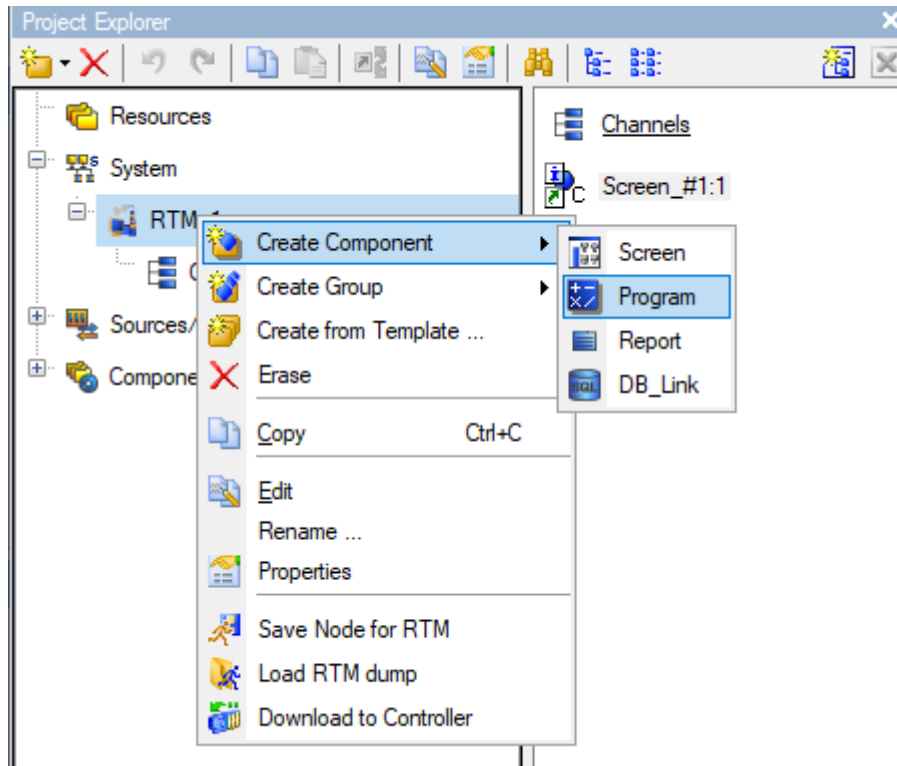 Project Explorer
Resources
System
RTM
Sources/
Compone
Channels
Screen_#1:1
Create Component
Create Group
Create from Template ...
Erase
Copy Ctrl+C
Edit
Rename ...
Properties
Save Node for RTM
Load RTM dump
Download to Controller
Screen
Program
Report
DB_Link